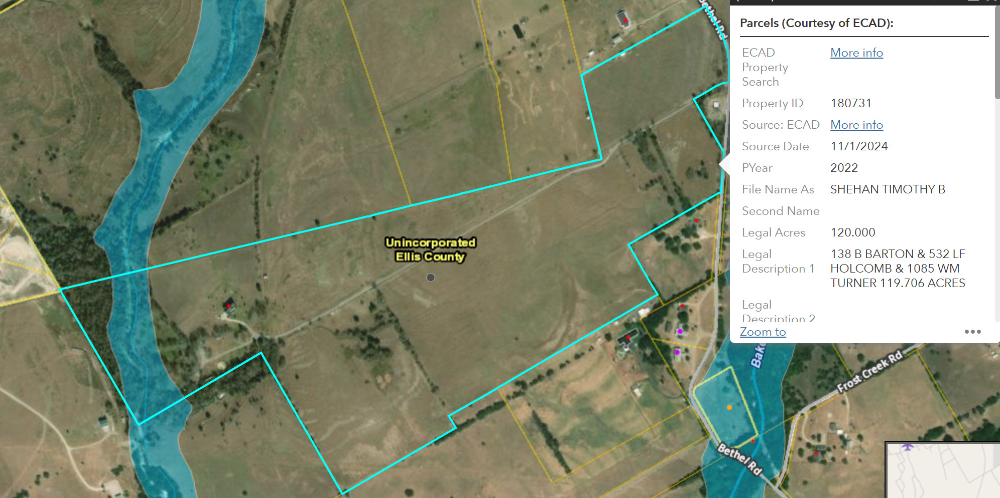 Bethel Rd
Parcels (Courtesy of ECAD):
ECAD
Property
Search
More info
Property ID
180731
Source: ECAD
More info
Source Date
11/1/2024
PYear
2022
File Name As
SHEHAN TIMOTHY B
Second Name
Legal Acres
120.000
Legal
Description 1
138 B BARTON & 532 LF
HOLCOMB & 1085 WM
TURNER 119.706 ACRES
Legal
Description 2
Zoom to
Unincorporated
Ellis County
Frost Creek Rd
Bethel Rd